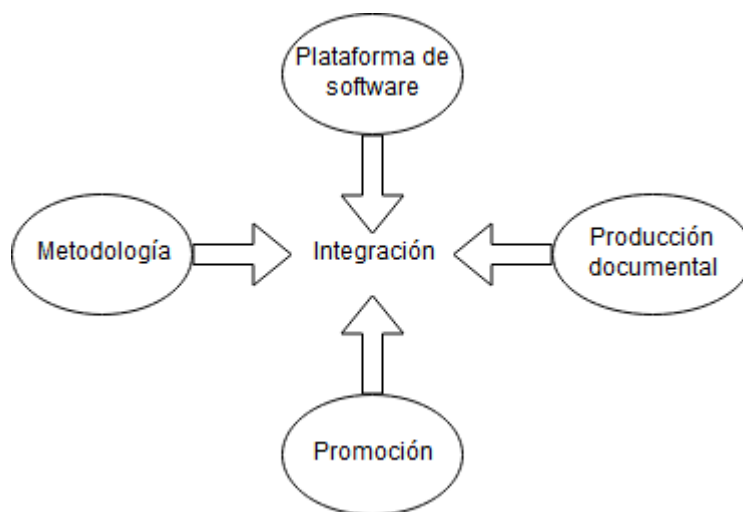 Plataforma de
software
Metodología
Integración
Producción
documental
Promoción